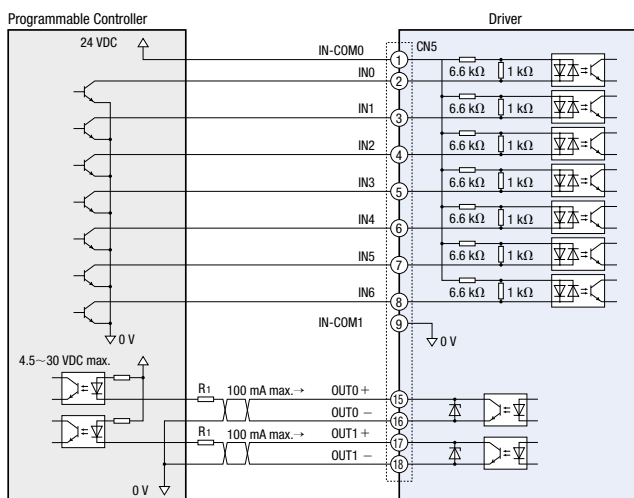 Programmable Controller
Driver
24 VDC
IN-COM0
CN5
1
6.6 kΩ 1 kΩ
IN0
2
6.6 kΩ 1 kΩ
IN1
3
6.6 kΩ 1 kΩ
IN2
4
6.6 kΩ 1 kΩ
IN3
5
6.6 kΩ 1 kΩ
IN4
6
6.6 kΩ 1 kΩ
IN5
7
6.6 kΩ 1 kΩ
IN6
8
IN-COM1
9
0 V
0 V
4.5~30 VDC max.
R1
100 mA max.→
OUT0 +
15
OUT0 −
16
R1
100 mA max.→
OUT1 +
17
OUT1 −
18
0 V